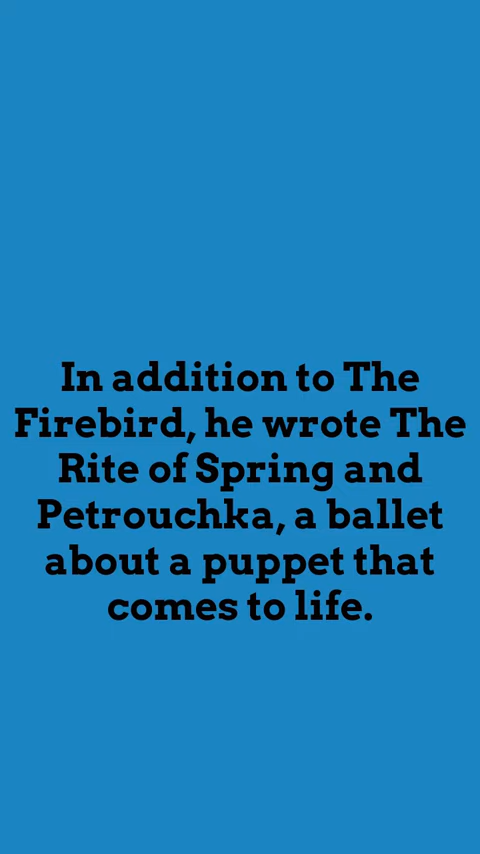 In addition to The
Firebird, he wrote The
Rite of Spring and
Petrouchka, a ballet
about a puppet that
comes to life.